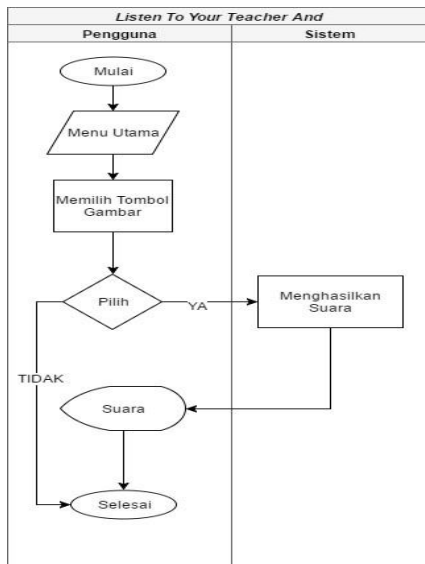 Listen To Your Teacher And
Pengguna
Sistem
Mulai
Menu Utama
Memilih Tombol
Gambar
Pilih
YA
Menghasilkan
Suara
TIDAK
Suara
Selesai